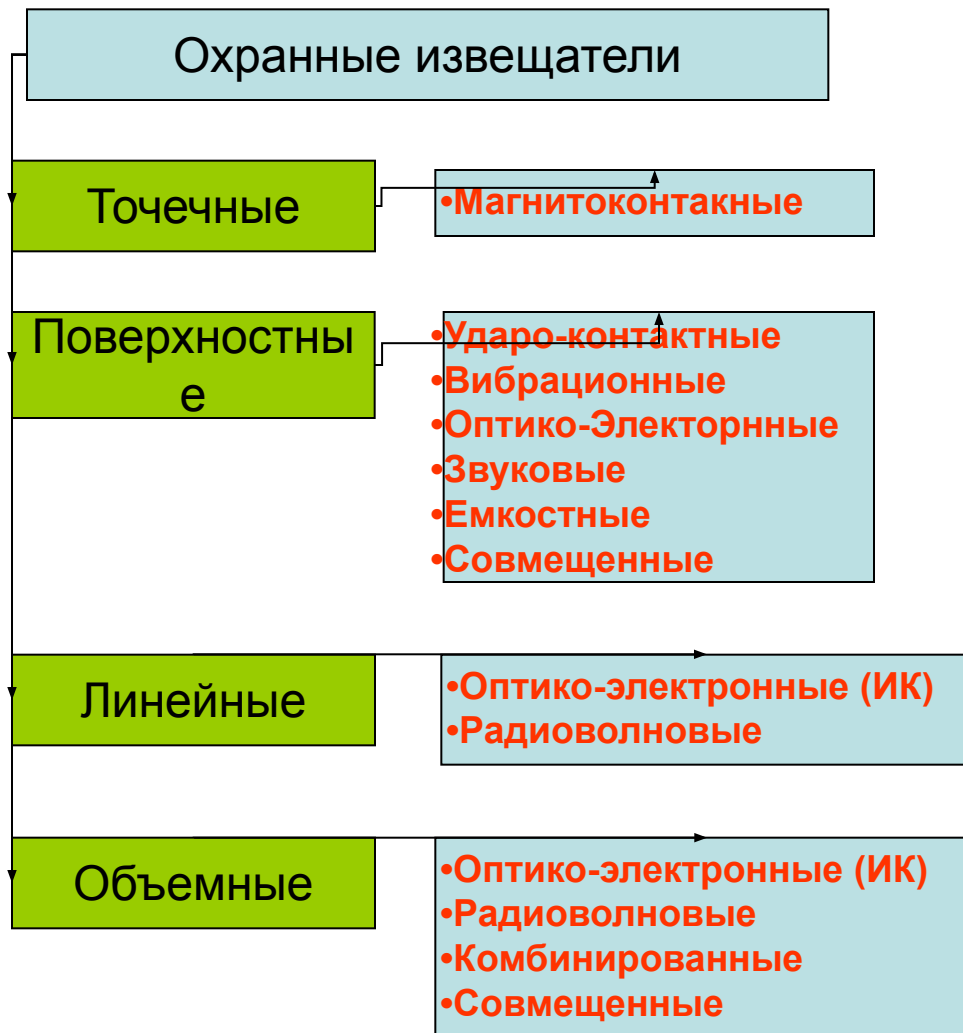 Охранные извещатели
Точечные
•Магнитоконтакные
Поверхностны
е
•Ударо-контактные
•Вибрационные
•Оптико-Электорнные
•Звуковые
•Емкостные
•Совмещенные
Линейные
•Оптико-электронные (ИК)
•Радиоволновые
Объемные
•Оптико-электронные (ИК)
•Радиоволновые
•Комбинированные
•Совмещенные